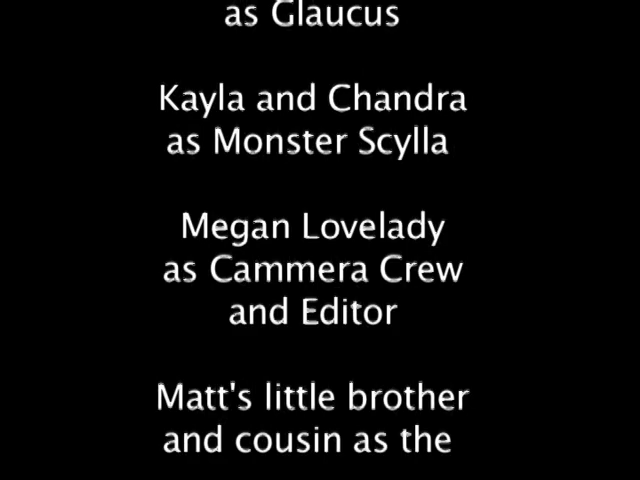 as Glaucus
Kayla and Chandra
as Monster Scylla
Megan Lovelady
as Cammera Crew
and Editor
Matt's little brother
and cousin as the